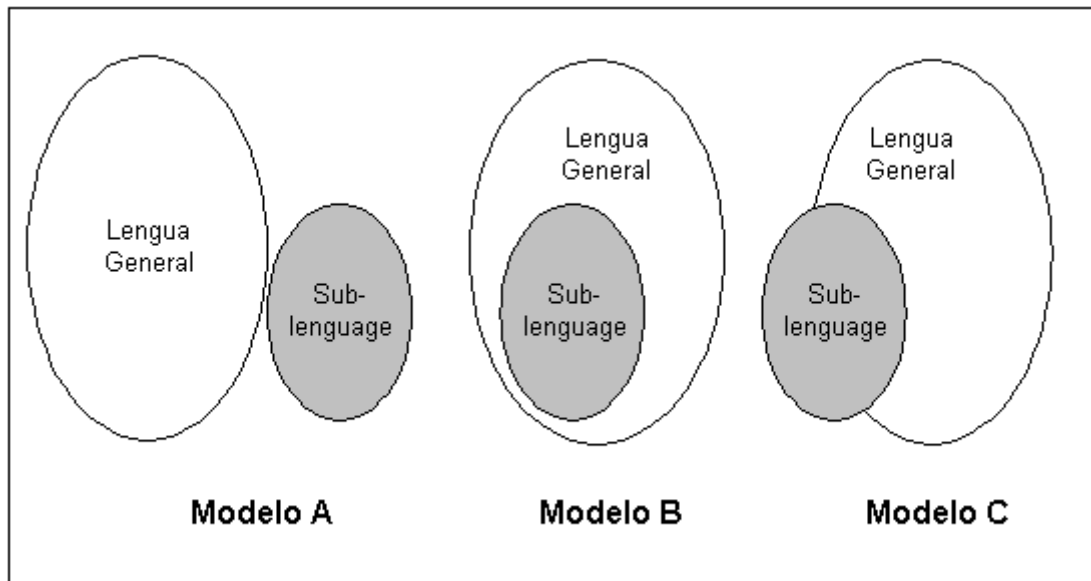 Lengua
General
Sub-
lenguage
Modelo A
Lengua
General
Sub-
lenguage
Modelo B
Lengua
General
Sub-
lenguage
Modelo C